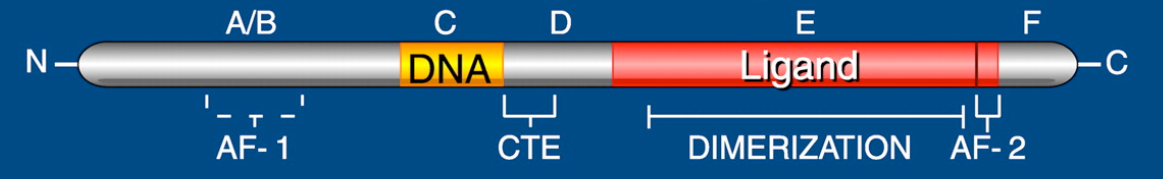 A/B C D E F
N DNA Ligand C
AF-1 CTE DIMERIZATION AF-2